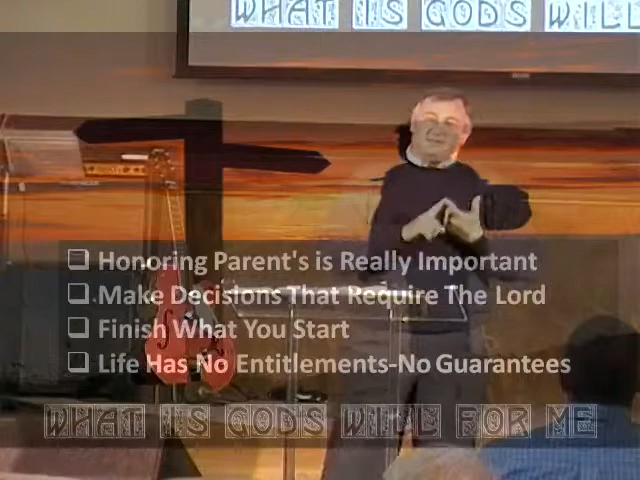 WHAT IS GODS WILL
❑ Honoring Parent's is Really Important
❑ Make Decisions That Require The Lord
❑ Finish What You Start
❑ Life Has No Entitlements-No Guarantees
WHAT IS GODS WILL FOR ME